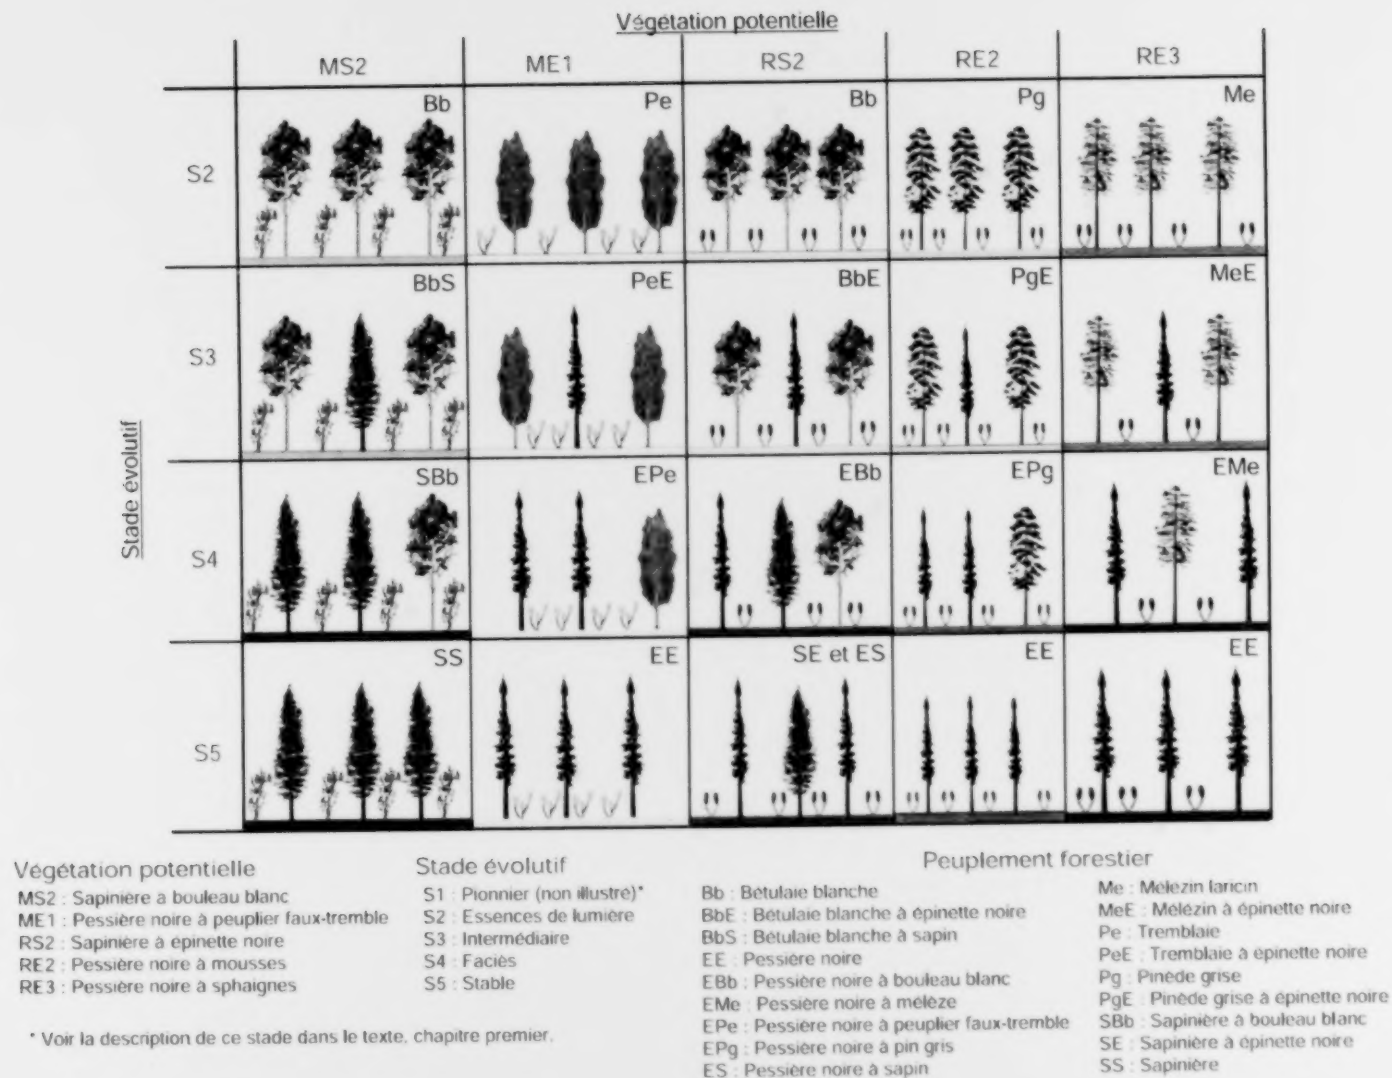 Végétation potentielle
MS2 ME1 RS2 RE2 RE3
Stade évolutif
S2 Bb Pe Bb Pg Me
S3 BbS PeE BbE PgE MeE
S4 SBb EPe EBb EPg EMe
S5 SS EE SE et ES EE EE
Végétation potentielle
MS2 : Sapinière a bouleau blanc
ME1 : Pessière noire à peuplier faux-tremble
RS2 : Sapinière à épinette noire
RE2 : Pessière noire à mousses
RE3 : Pessière noire à sphaignes
Stade évolutif
S1 : Pionnier (non illustré)*
S2 : Essences de lumière
S3 : Intermédiaire
S4 : Faciès
S5 : Stable
* Voir la description de ce stade dans le texte, chapitre premier.
Peuplement forestier
Bb : Bétulaie blanche
BbE : Bétulaie blanche à épinette noire
BbS : Bétulaie blanche à sapin
EE : Pessière noire
EBb : Pessière noire à bouleau blanc
EMe : Pessière noire à mélèze
EPe : Pessière noire à peuplier faux-tremble
EPg : Pessière noire à pin gris
ES : Pessière noire à sapin
Me : Mélézin laricin
MeE : Mélézin à épinette noire
Pe : Tremblaie
PeE : Tremblaie à épinette noire
Pg : Pinède grise
PgE : Pinède grise à épinette noire
SBb : Sapinière à bouleau blanc
SE : Sapinière à épinette noire
SS : Sapinière